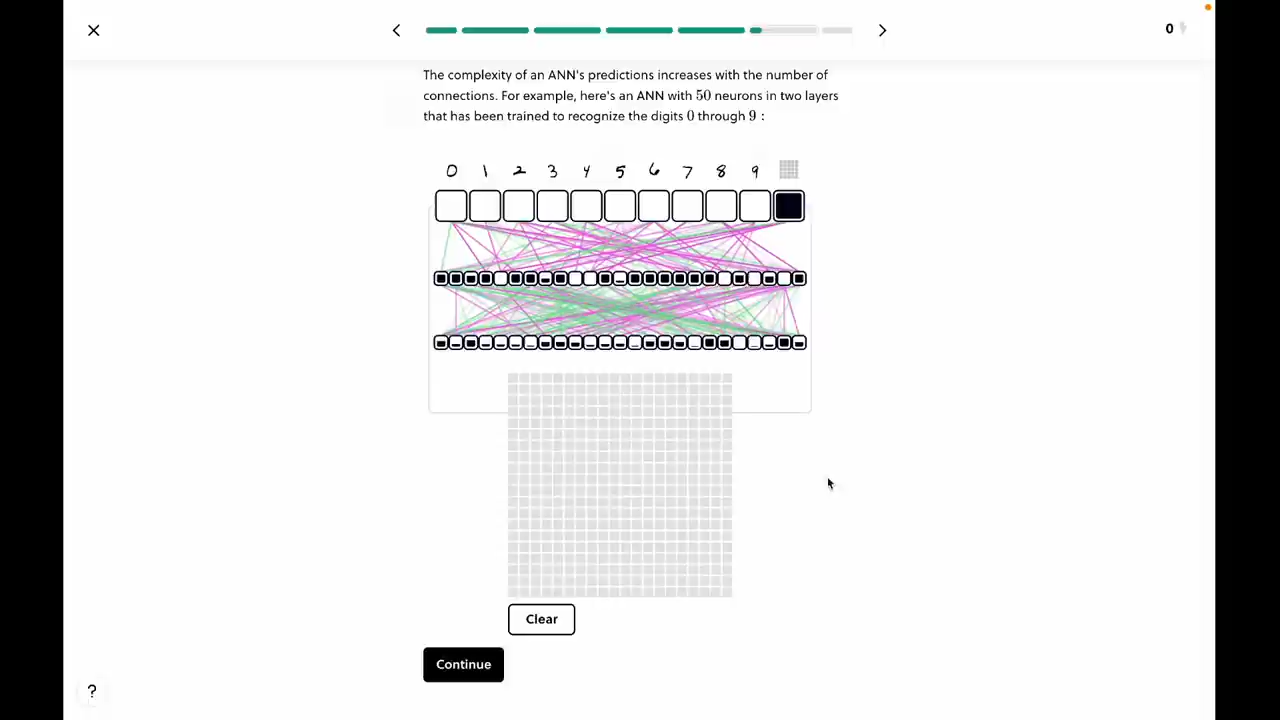 0
The complexity of an ANN's predictions increases with the number of
connections. For example, here's an ANN with 50 neurons in two layers
that has been trained to recognize the digits 0 through 9 :
0 1 2 3 4 5 6 7 8 9
Clear
Continue
?